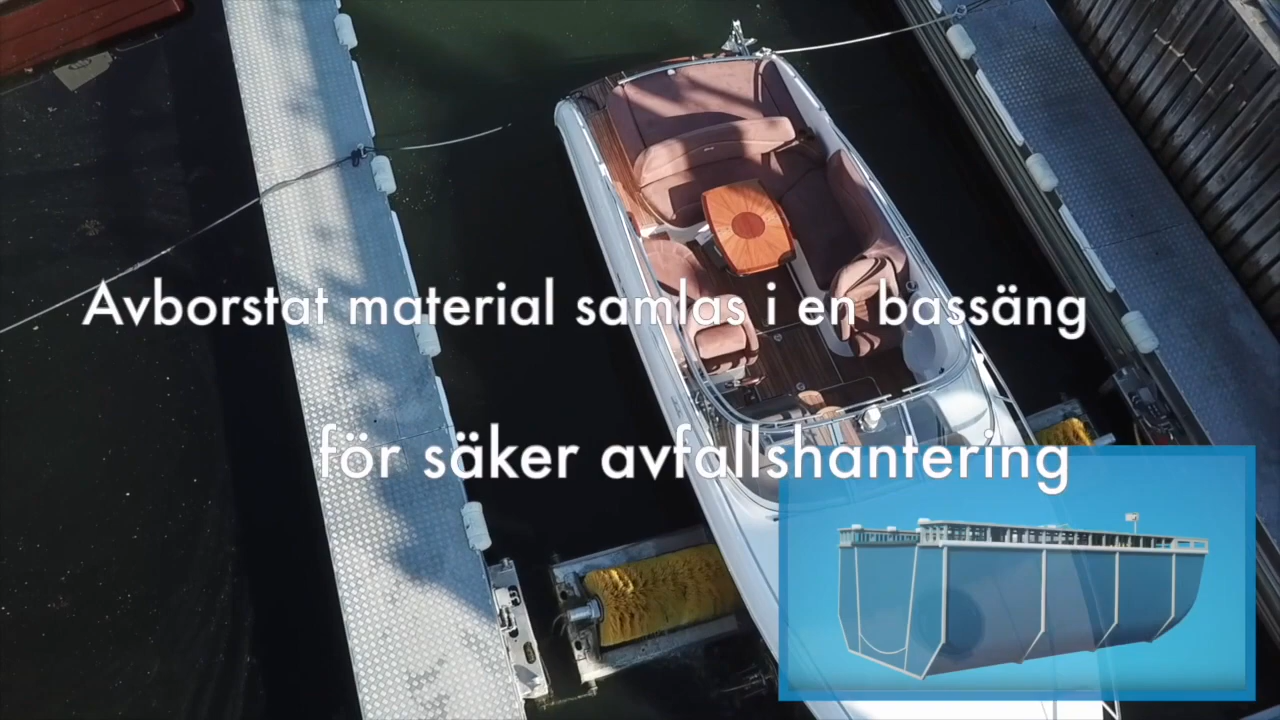 Avborstat material samlas i en bassäng
för säker avfallshantering